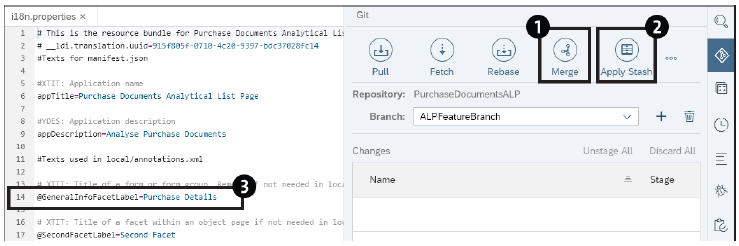 i18n.properties ×
Git
1 # This is the resource bundle for Purchase Documents Analytical Lis
2 # __ldi.translation.uuid=915f805f-0710-4c20-9397-bdc37028fc14
3 #Texts for manifest.json
4
5 #XTIT: Application name
6 appTitle=Purchase Documents Analytical List Page
7
8 #YDES: Application description
9 appDescription=Analyse Purchase Documents
10
11 #Texts used in local/annotations.xml
12
13 # XTIT: Title of a form or form group. Rem if not needed in loca
14 @GeneralInfoFacetLabel=Purchase Details
15
16 # XTIT: Title of a facet within an object page if not needed in loc
17 @SecondFacetLabel=Second Facet
1
2
3
Pull Fetch Rebase Merge Apply Stash
Repository: PurchaseDocumentsALP
Branch: ALPFeatureBranch
Changes Unstage All Discard All
Name Stage